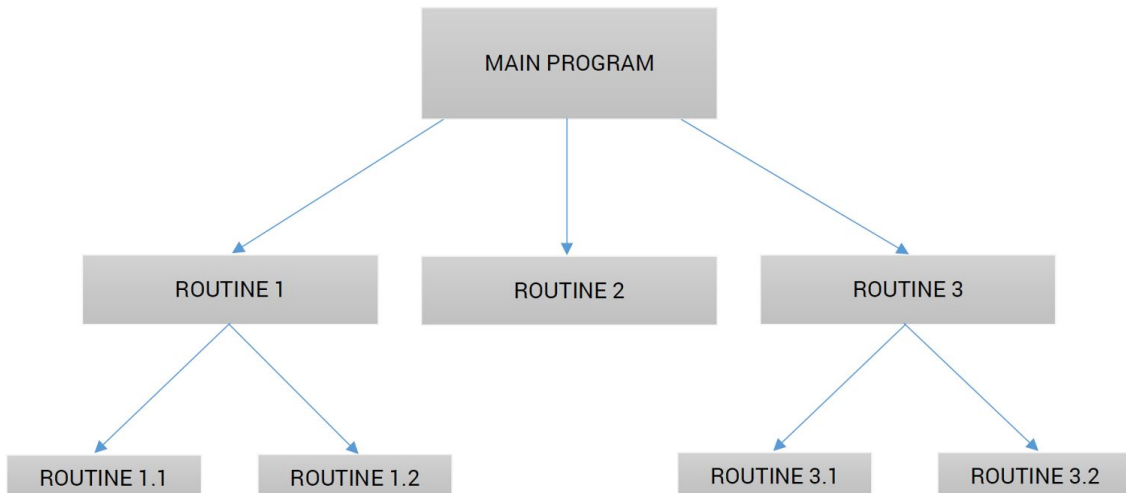 MAIN PROGRAM
ROUTINE 1
ROUTINE 2
ROUTINE 3
ROUTINE 1.1
ROUTINE 1.2
ROUTINE 3.1
ROUTINE 3.2